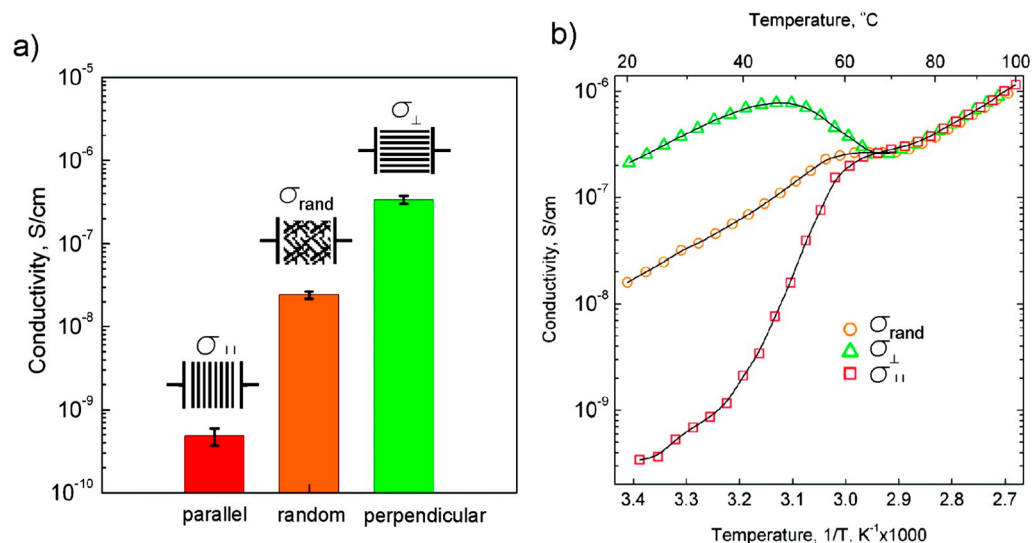 a)
Conductivity, S/cm
10⁻⁵
10⁻⁶
10⁻⁷
10⁻⁸
10⁻⁹
10⁻¹⁰
σ||
σrand
σ⊥
parallel random perpendicular
b)
Temperature, °C
20 40 60 80 100
Conductivity, S/cm
10⁻⁶
10⁻⁷
10⁻⁸
10⁻⁹
σrand
σ⊥
σ||
3.4 3.3 3.2 3.1 3.0 2.9 2.8 2.7
Temperature, 1/T, K⁻¹x1000